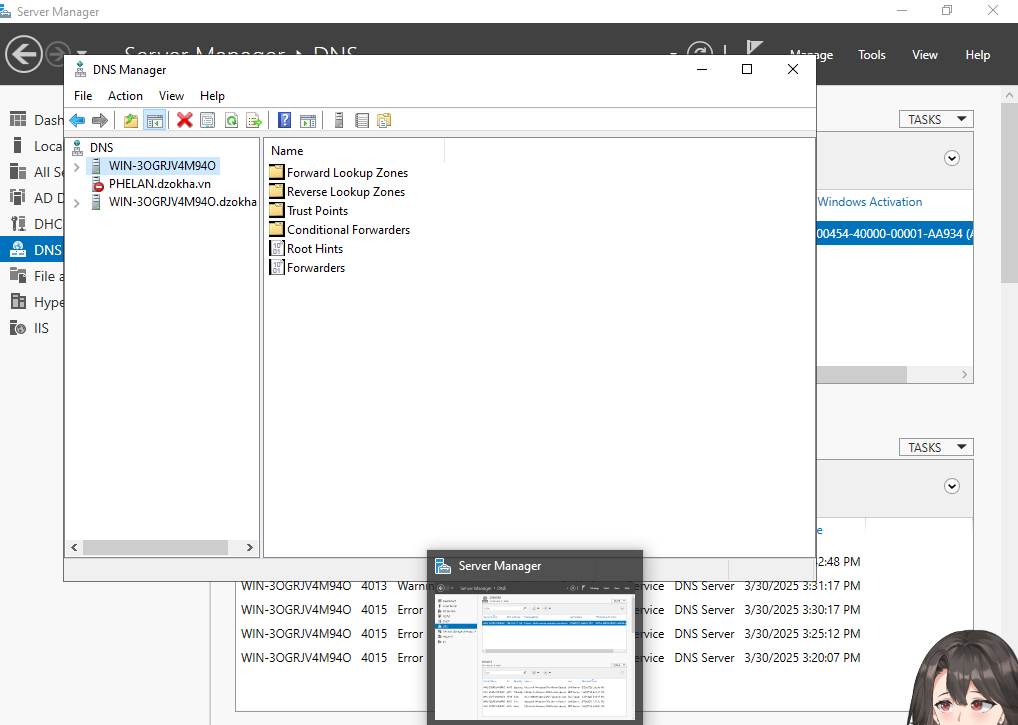 Server Manager
Server Manager • DNS
Manage
Tools
View
Help
DNS Manager
File
Action
View
Help
Dash
Loca
All Se
AD D
DHC
DNS
File a
Hype
IIS
DNS
WIN-3OGRJV4M94O
PHELAN.dzokha.vn
WIN-3OGRJV4M94O.dzokha
Name
Forward Lookup Zones
Reverse Lookup Zones
Trust Points
Conditional Forwarders
Root Hints
Forwarders
TASKS
Windows Activation
00454-40000-00001-AA934 (A
TASKS
e
2:48 PM
WIN-3OGRJV4M94O 4013 Warnin
ervice DNS Server 3/30/2025 3:31:17 PM
WIN-3OGRJV4M94O 4015 Error
ervice DNS Server 3/30/2025 3:30:17 PM
WIN-3OGRJV4M94O 4015 Error
ervice DNS Server 3/30/2025 3:25:12 PM
WIN-3OGRJV4M94O 4015 Error
ervice DNS Server 3/30/2025 3:20:07 PM
Server Manager